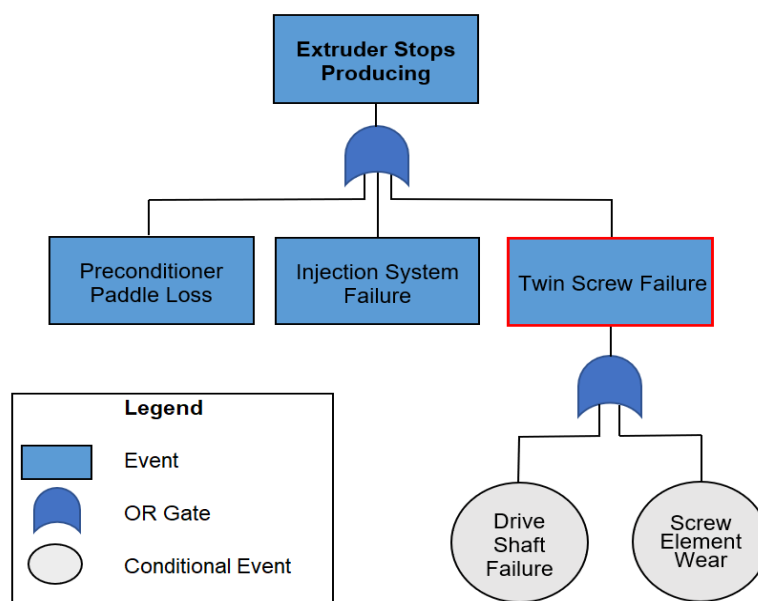 Extruder Stops
Producing
Preconditioner
Paddle Loss
Injection System
Failure
Twin Screw Failure
Legend
Event
OR Gate
Conditional Event
Drive
Shaft
Failure
Screw
Element
Wear